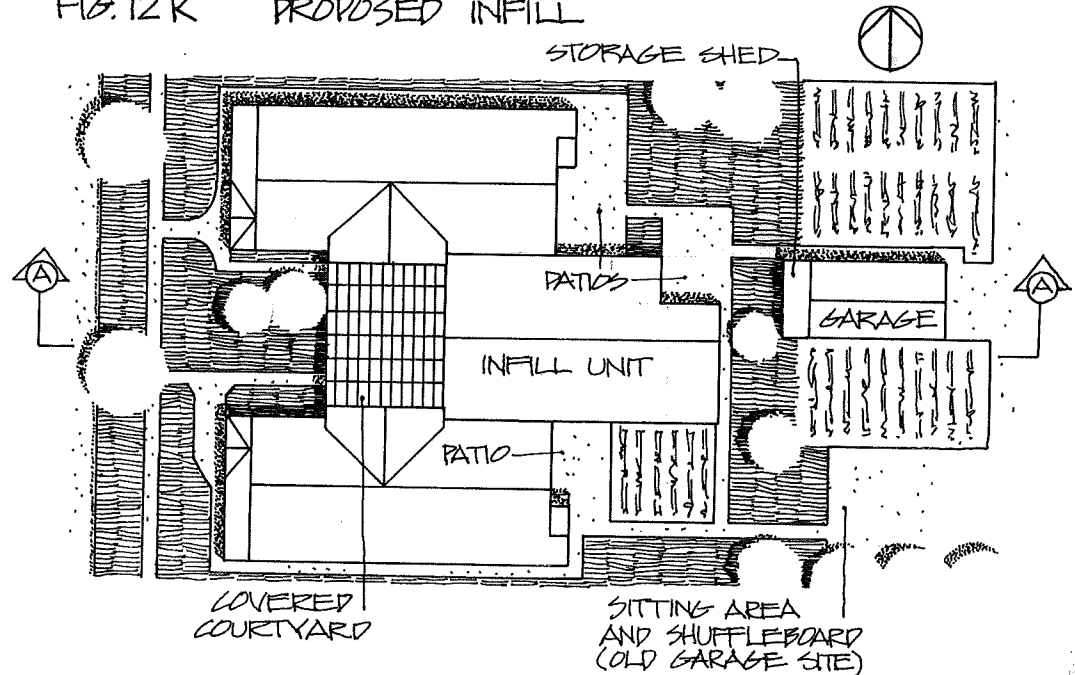 FIG. 12 K PROPOSED INFILL
STORAGE SHED
A
PATIOS
A
GARAGE
INFILL UNIT
PATIO
COVERED
COURTYARD
SITTING AREA
AND SHUFFLEBOARD
(OLD GARAGE SITE)